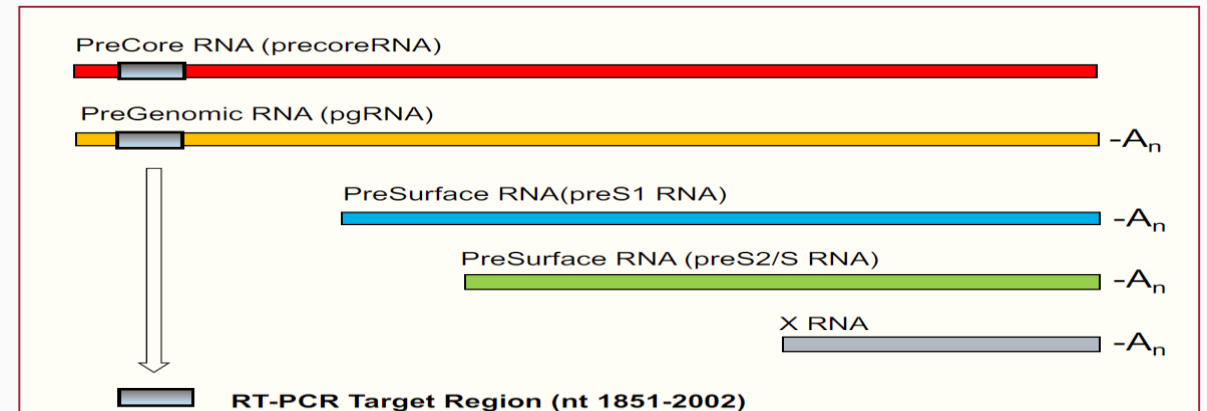 PreCore RNA (precoreRNA)
PreGenomic RNA (pgRNA)
-An
PreSurface RNA(preS1 RNA)
-An
PreSurface RNA (preS2/S RNA)
-An
X RNA
-An
RT-PCR Target Region (nt 1851-2002)